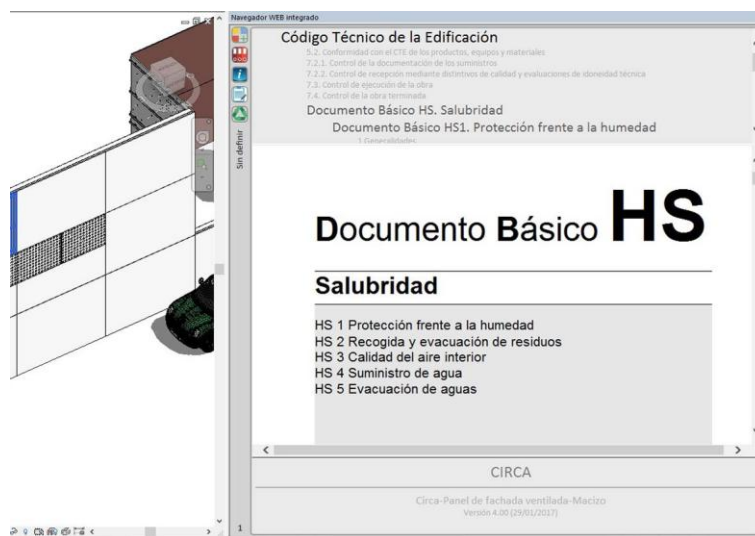 Navegador WEB integrado
Código Técnico de la Edificación
5.2. Conformidad con el CTE de los productos, equipos y materiales
7.2.1. Control de la documentación de los suministros
7.2.2. Control de recepción mediante distintivos de calidad y evaluaciones de idoneidad técnica
7.3. Control de ejecución de la obra
7.4. Control de la obra terminada
Documento Básico HS. Salubridad
Documento Básico HS1. Protección frente a la humedad
1 Generalidades
Sin definir
Documento Básico HS
Salubridad
HS 1 Protección frente a la humedad
HS 2 Recogida y evacuación de residuos
HS 3 Calidad del aire interior
HS 4 Suministro de agua
HS 5 Evacuación de aguas
CIRCA
Circa-Panel de fachada ventilada-Macizo
Versión 4.00 (29/01/2017)
1